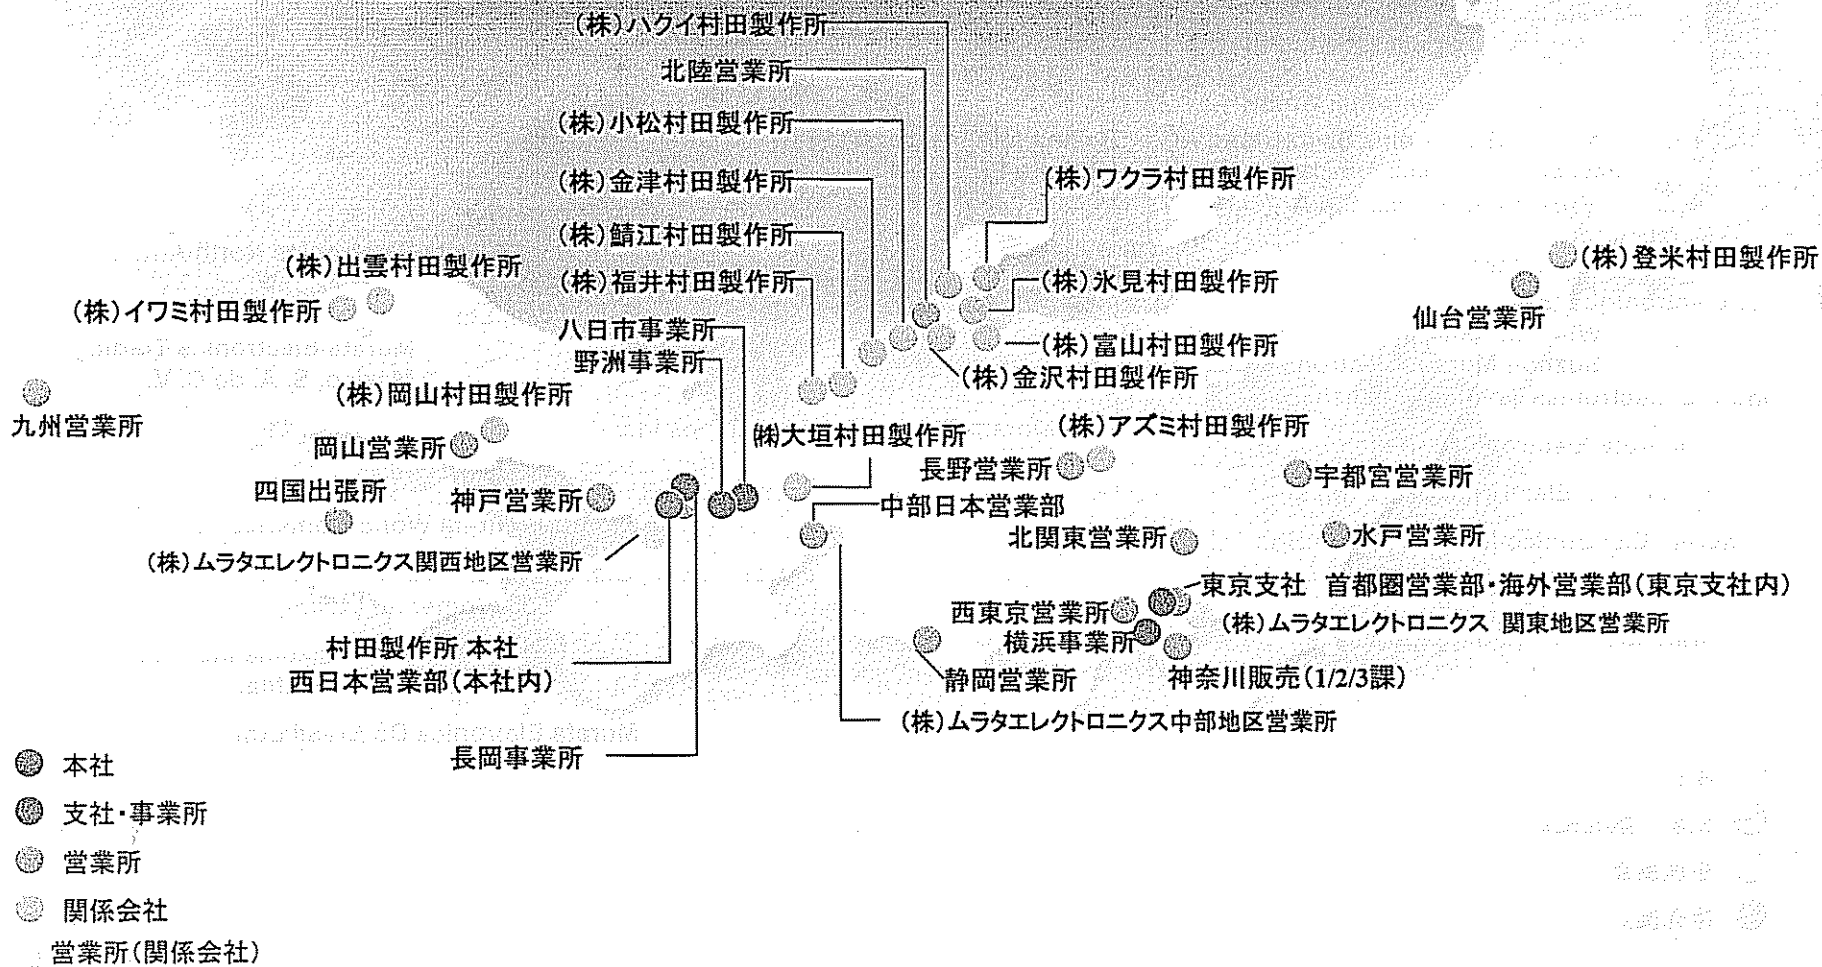 (株)ハクイ村田製作所
北陸営業所
(株)小松村田製作所
(株)金津村田製作所
(株)ワクラ村田製作所
(株)鯖江村田製作所
(株)出雲村田製作所
(株)福井村田製作所
(株)氷見村田製作所
(株)登米村田製作所
(株)イワミ村田製作所
八日市事業所
仙台営業所
野洲事業所
(株)富山村田製作所
(株)金沢村田製作所
(株)岡山村田製作所
九州営業所
岡山営業所
㈱大垣村田製作所
(株)アズミ村田製作所
長野営業所
宇都宮営業所
四国出張所
神戸営業所
中部日本営業部
北関東営業所
水戸営業所
(株)ムラタエレクトロニクス関西地区営業所
東京支社 首都圏営業部・海外営業部(東京支社内)
西東京営業所
(株)ムラタエレクトロニクス 関東地区営業所
横浜事業所
村田製作所 本社
西日本営業部(本社内)
静岡営業所
神奈川販売(1/2/3課)
(株)ムラタエレクトロニクス中部地区営業所
長岡事業所
本社
支社・事業所
営業所
関係会社
営業所(関係会社)